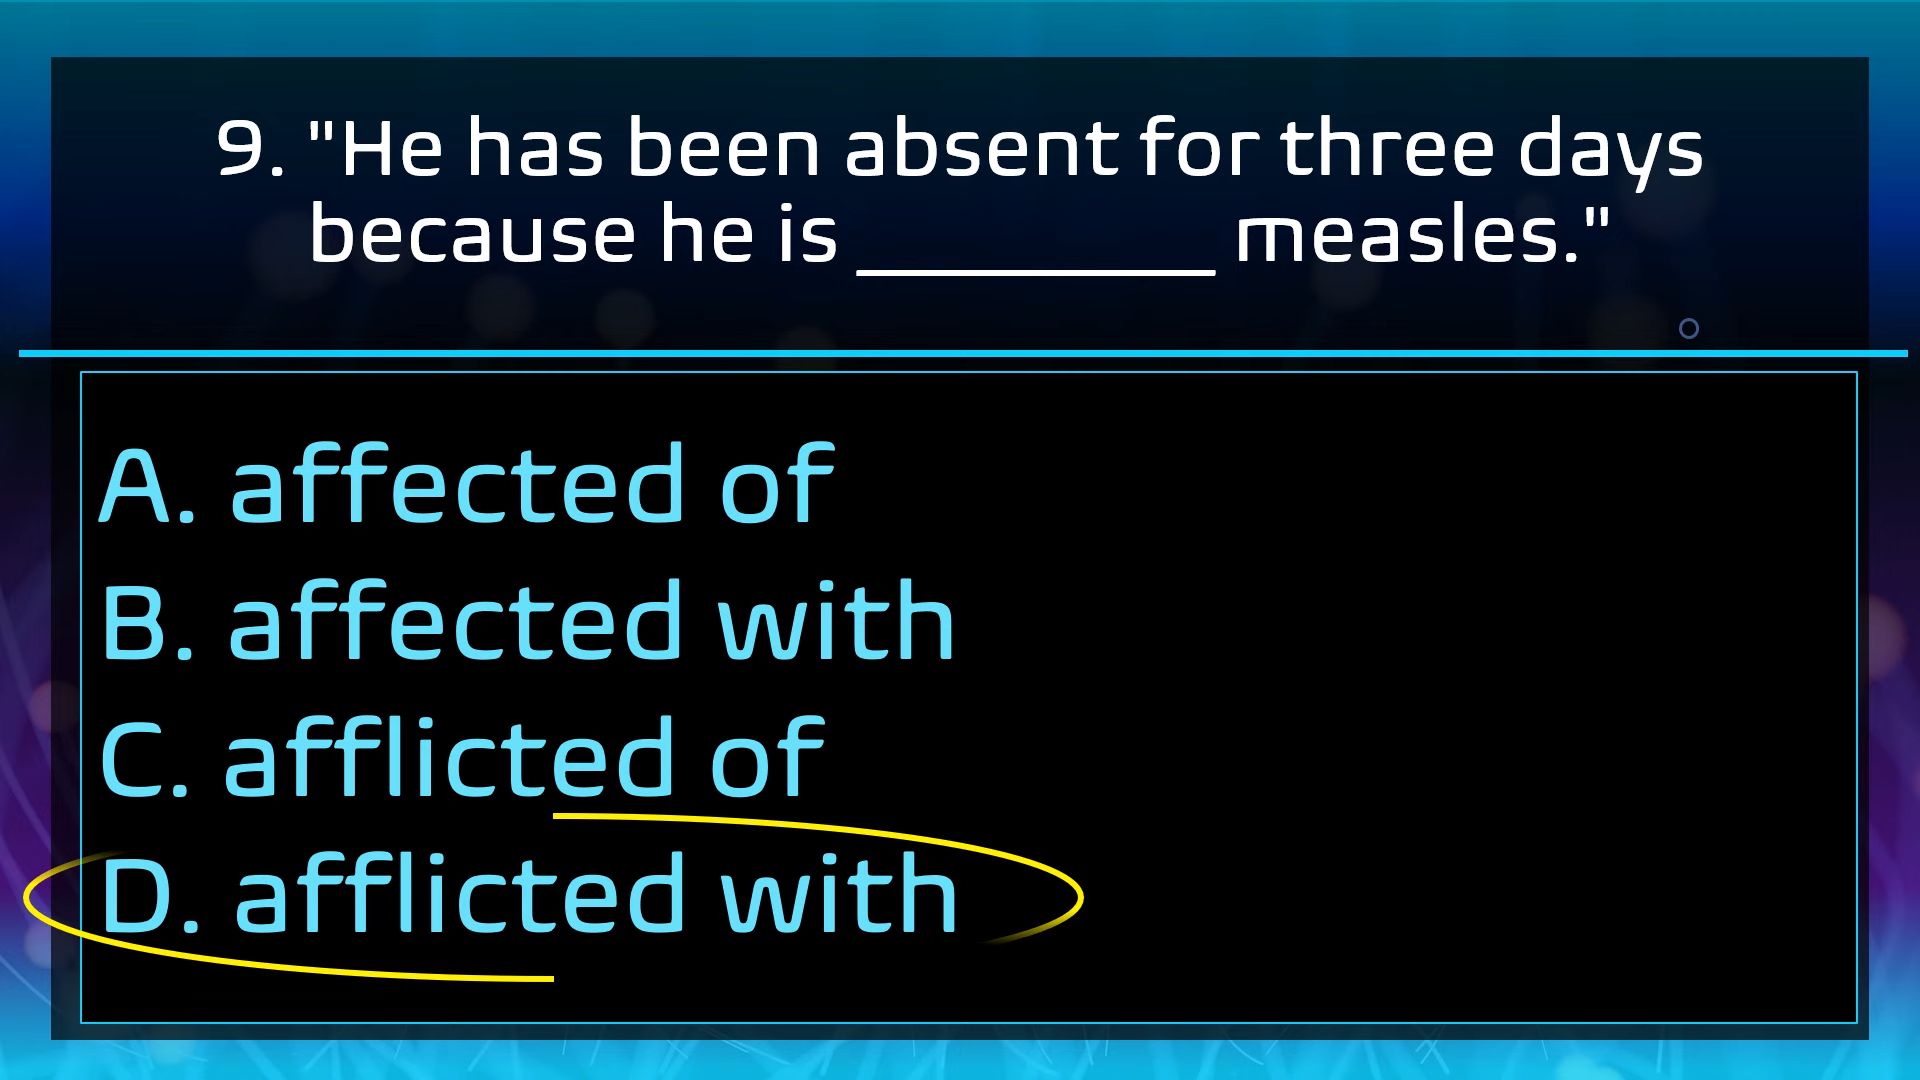 9. "He has been absent for three days
because he is ________ measles."
A. affected of
B. affected with
C. afflicted of
D. afflicted with